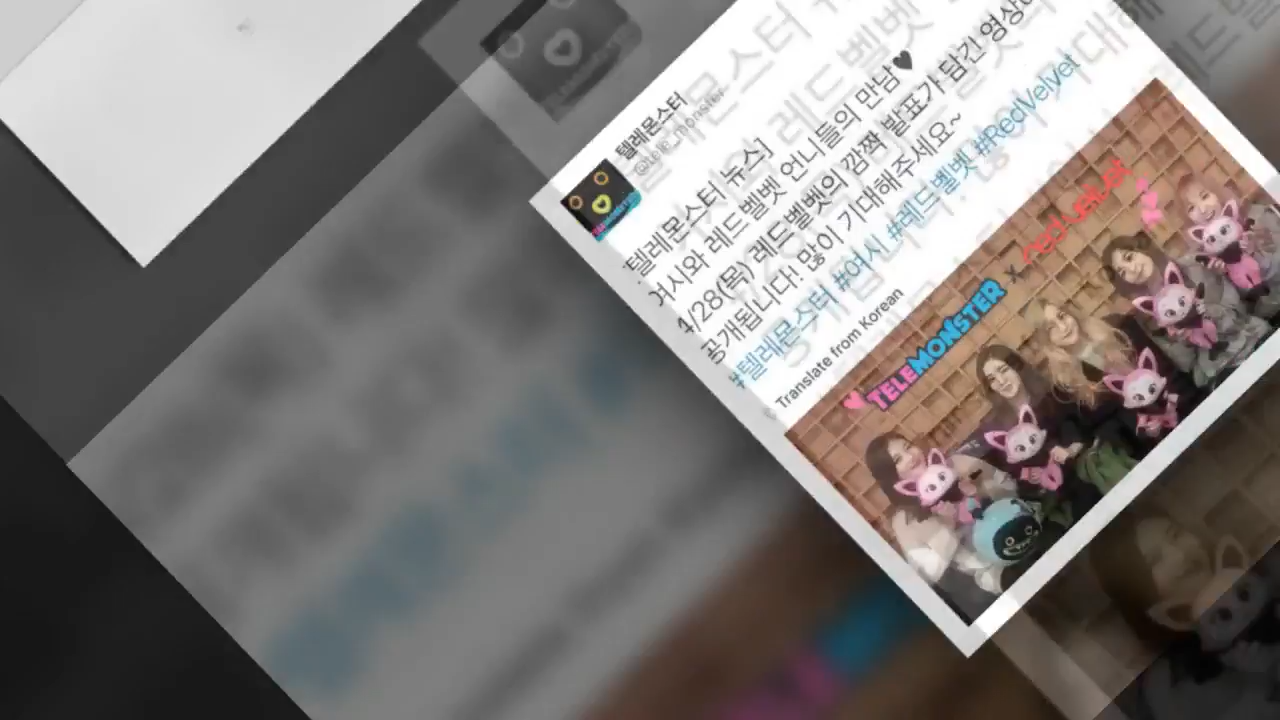 텔레몬스터
@tele_monster
[텔레몬스터 뉴스]
여시와 레드벨벳 언니들의 만남♥
4/28(목) 레드벨벳의 깜짝 발표가 담긴 영상이
공개됩니다! 많이 기대해주세요~
#텔레몬스터 #여시 #레드벨벳 #RedVelvet
Translate from Korean
TELEMONSTER x red velvet